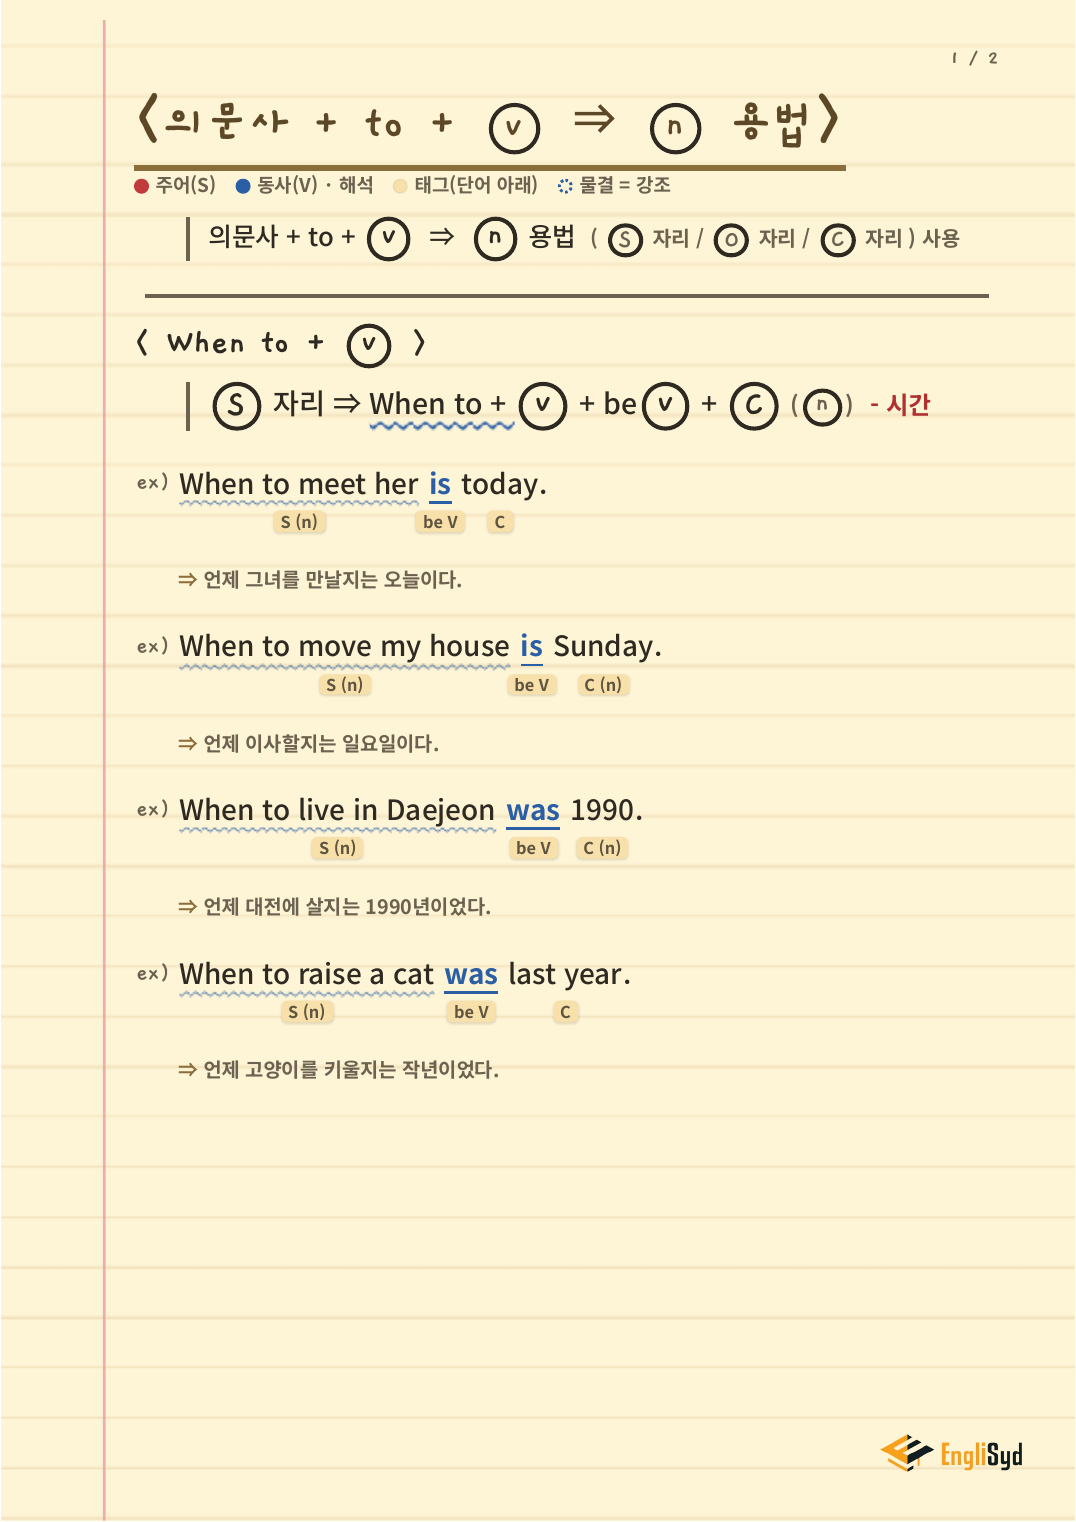 1 / 2
〈의문사 + to + ⓥ ⇒ ⓝ 용법〉
주어(S) 동사(V) · 해석 태그(단어 아래) 물결 = 강조
의문사 + to + ⓥ ⇒ ⓝ 용법 ( Ⓢ 자리 / Ⓞ 자리 / Ⓒ 자리 ) 사용
〈 When to + ⓥ 〉
Ⓢ 자리 ⇒ When to + ⓥ + be ⓥ + Ⓒ (ⓝ) - 시간
ex) When to meet her is today.
S (n) be V C
⇒ 언제 그녀를 만날지는 오늘이다.
ex) When to move my house is Sunday.
S (n) be V C (n)
⇒ 언제 이사할지는 일요일이다.
ex) When to live in Daejeon was 1990.
S (n) be V C (n)
⇒ 언제 대전에 살지는 1990년이었다.
ex) When to raise a cat was last year.
S (n) be V C
⇒ 언제 고양이를 키울지는 작년이었다.
EngliSyd